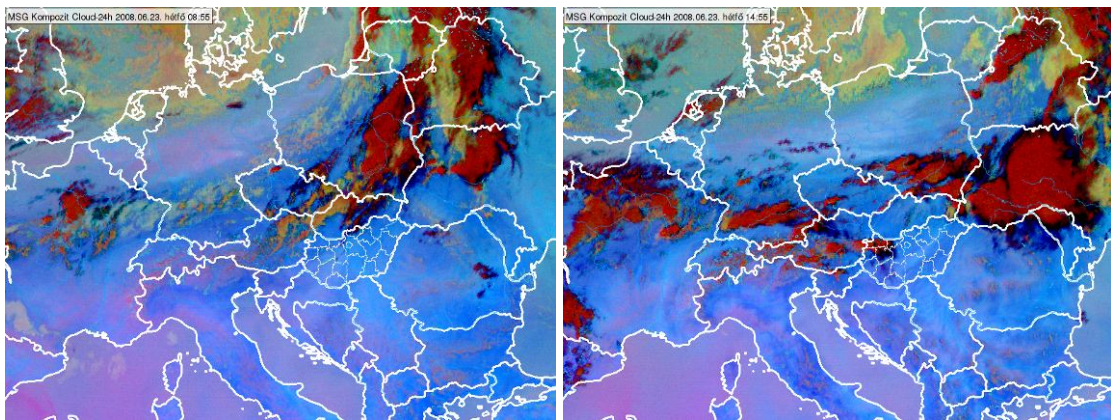 MSG Kompozit Cloud-24h 2008.06.23. hétfő 08:55
MSG Kompozit Cloud-24h 2008.06.23. hétfő 14:55